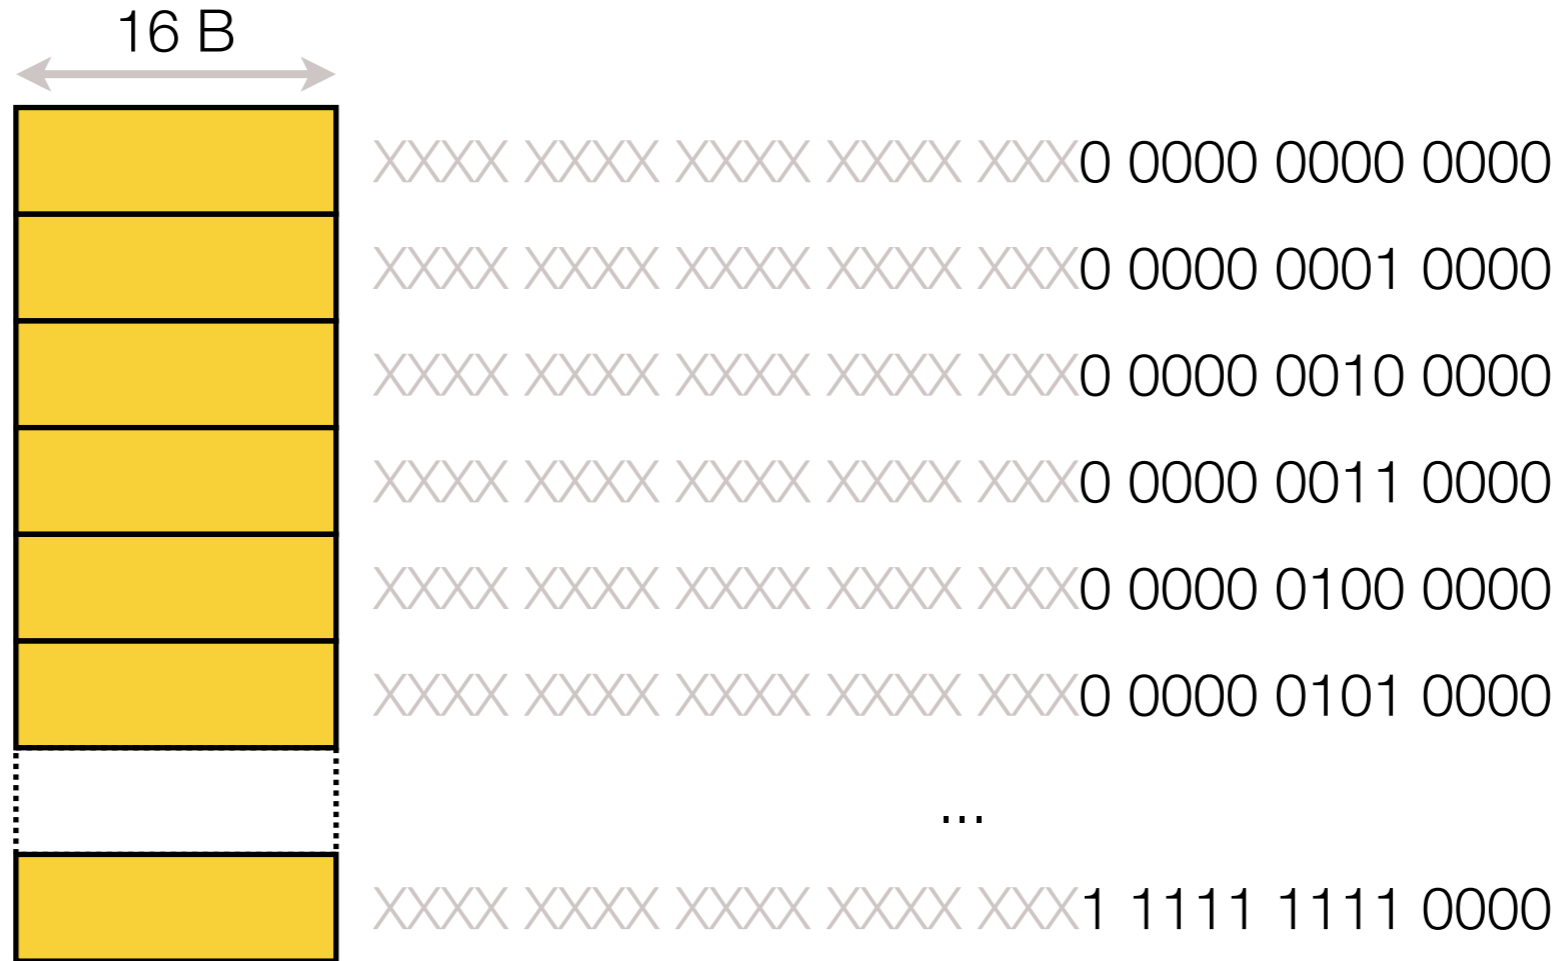 16 B
XXXX XXXX XXXX XXXX XXX0 0000 0000 0000
XXXX XXXX XXXX XXXX XXX0 0000 0001 0000
XXXX XXXX XXXX XXXX XXX0 0000 0010 0000
XXXX XXXX XXXX XXXX XXX0 0000 0011 0000
XXXX XXXX XXXX XXXX XXX0 0000 0100 0000
XXXX XXXX XXXX XXXX XXX0 0000 0101 0000
...
XXXX XXXX XXXX XXXX XXX1 1111 1111 0000